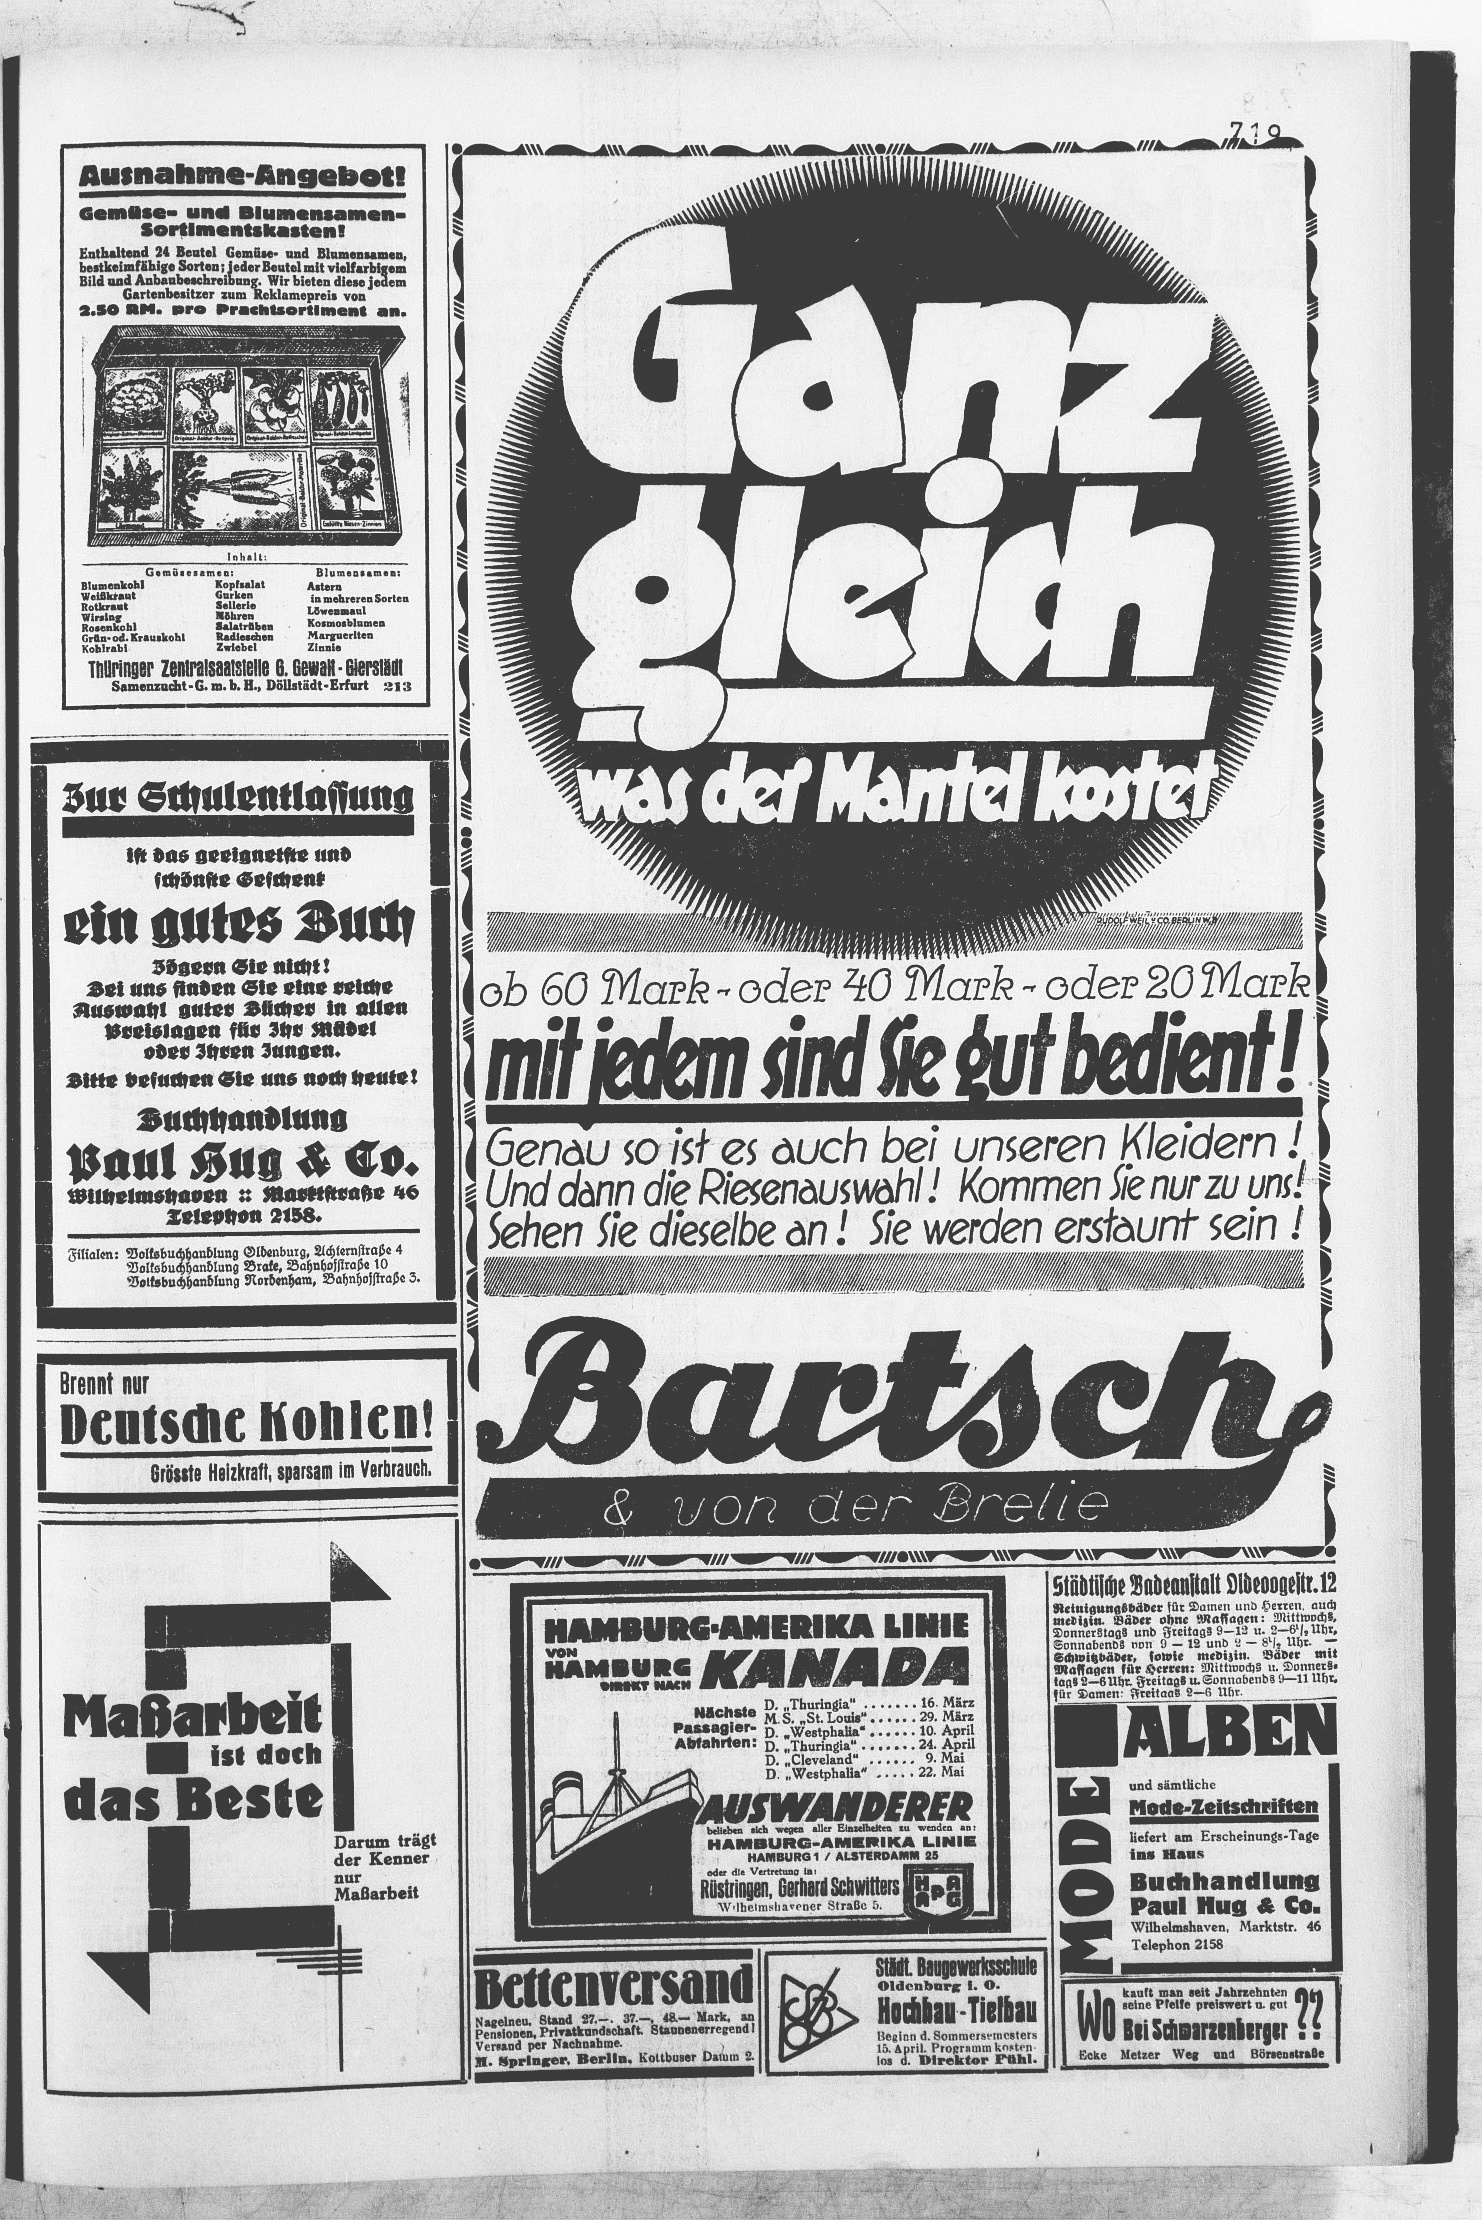 719
Ausnahme-Angebot!
Gemüse- und Blumensamen-
Sortimentskasten!
Enthaltend 24 Beutel Gemüse- und Blumensamen,
bestkeimfähige Sorten; jeder Beutel mit vielfarbigem
Bild und Anbaubeschreibung. Wir bieten diese jedem
Gartenbesitzer zum Reklamepreis von
2.50 RM. pro Prachtsortiment an.
Inhalt:
Gemüsesamen:
Blumenkohl
Weißkraut
Rotkraut
Wirsing
Rosenkohl
Grün- od. Krauskohl
Kohlrabi
Kopfsalat
Gurken
Sellerie
Möhren
Salatrüben
Radieschen
Zwiebel
Blumensamen:
Astern
in mehreren Sorten
Löwenmaul
Kosmosblumen
Margueriten
Zinnie
Thüringer Zentralsaatstelle G. Gewalt - Gierstädt
Samenzucht-G. m. b. H., Döllstädt-Erfurt 213
Zur Schulentlassung
ist das geeignetste und
schönste Geschenk
ein gutes Buch
Zögern Sie nicht!
Bei uns finden Sie eine reiche
Auswahl guter Bücher in allen
Preislagen für Ihr Mädel
oder Ihren Jungen.
Bitte besuchen Sie uns noch heute!
Buchhandlung
Paul Hug & Co.
Wilhelmshaven :: Marktstraße 46
Telephon 2158.
Filialen: Volksbuchhandlung Oldenburg, Achternstraße 4
Volksbuchhandlung Brake, Bahnhofstraße 10
Volksbuchhandlung Nordenham, Bahnhofstraße 3.
Brennt nur
Deutsche Kohlen!
Grösste Heizkraft, sparsam im Verbrauch.
Maßarbeit
ist doch
das Beste
Darum trägt
der Kenner
nur
Maßarbeit
Ganz
gleich
was der Mantel kostet
RUDOLF WEIL & CO. BERLIN W. 9
ob 60 Mark - oder 40 Mark - oder 20 Mark
mit jedem sind Sie gut bedient!
Genau so ist es auch bei unseren Kleidern!
Und dann die Riesenauswahl! Kommen Sie nur zu uns!
Sehen Sie dieselbe an! Sie werden erstaunt sein!
Bartsch
& von der Brelie
HAMBURG-AMERIKA LINIE
VON
HAMBURG
DIREKT NACH
KANADA
Nächste
Passagier-
Abfahrten:
D. „Thuringia“ ....... 16. März
M.S. „St. Louis“ ...... 29. März
D. „Westphalia“ ...... 10. April
D. „Thuringia“ ....... 24. April
D. „Cleveland“ ...... 9. Mai
D. „Westphalia“ ..... 22. Mai
AUSWANDERER
belieben sich wegen aller Einzelheiten zu wenden an:
HAMBURG-AMERIKA LINIE
HAMBURG 1 / ALSTERDAMM 25
oder die Vertretung in:
Rüstringen, Gerhard Schwitters
Wilhelmshavener Straße 5.
HAPAG
Städtische Badeanstalt Oldeoogestr. 12
Reinigungsbäder für Damen und Herren, auch
medizin. Bäder ohne Massagen: Mittwochs,
Donnerstags und Freitags 9—12 u. 2—6½ Uhr,
Sonnabends von 9 — 12 und 2 — 8½ Uhr. —
Schwitzbäder, sowie medizin. Bäder mit
Massagen für Herren: Mittwochs u. Donners-
tags 2—6 Uhr. Freitags u. Sonnabends 9—11 Uhr,
für Damen: Freitags 2—6 Uhr.
MODE
ALBEN
und sämtliche
Mode-Zeitschriften
liefert am Erscheinungs-Tage
ins Haus
Buchhandlung
Paul Hug & Co.
Wilhelmshaven, Marktstr. 46
Telephon 2158
Bettenversand
Nagelneu, Stand 27.—, 37.—, 48.— Mark, an
Pensionen, Privatkundschaft. Staunenerregend!
Versand per Nachnahme.
M. Springer, Berlin, Kottbuser Damm 2.
Städt. Baugewerksschule
Oldenburg i. O.
Hochbau - Tiefbau
Beginn d. Sommersemesters
15. April. Programm kosten-
los d. Direktor Pühl.
Wo
kauft man seit Jahrzehnten
seine Pfeife preiswert u. gut
??
Bei Schwarzenberger
Ecke Metzer Weg und Börsenstraße